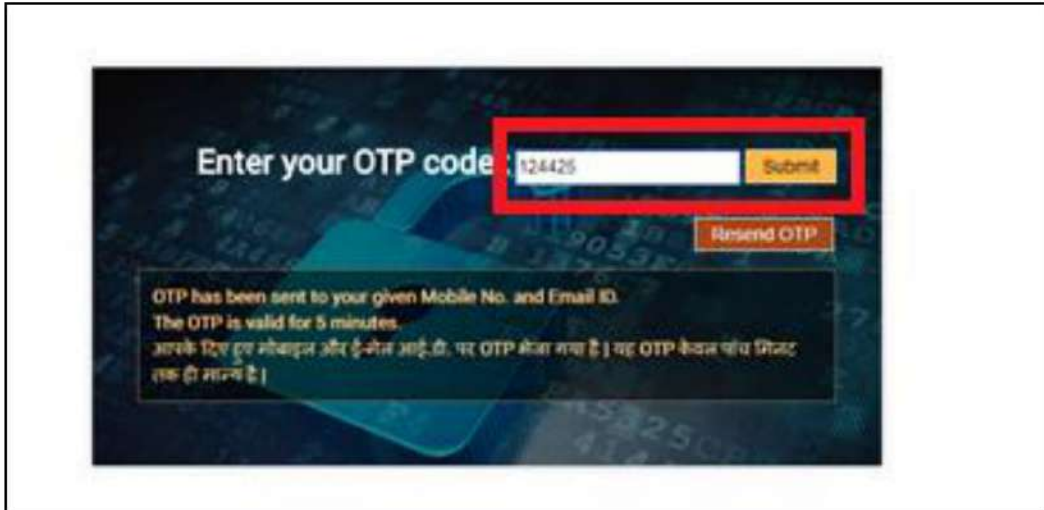 Enter your OTP code: 124425 Submit
Resend OTP
OTP has been sent to your given Mobile No. and Email ID.
The OTP is valid for 5 minutes.
आपके दिए हुए मोबाइल और ई-मेल आई.डी. पर OTP भेजा गया है | यह OTP केवल पांच मिनट
तक ही मान्य है |